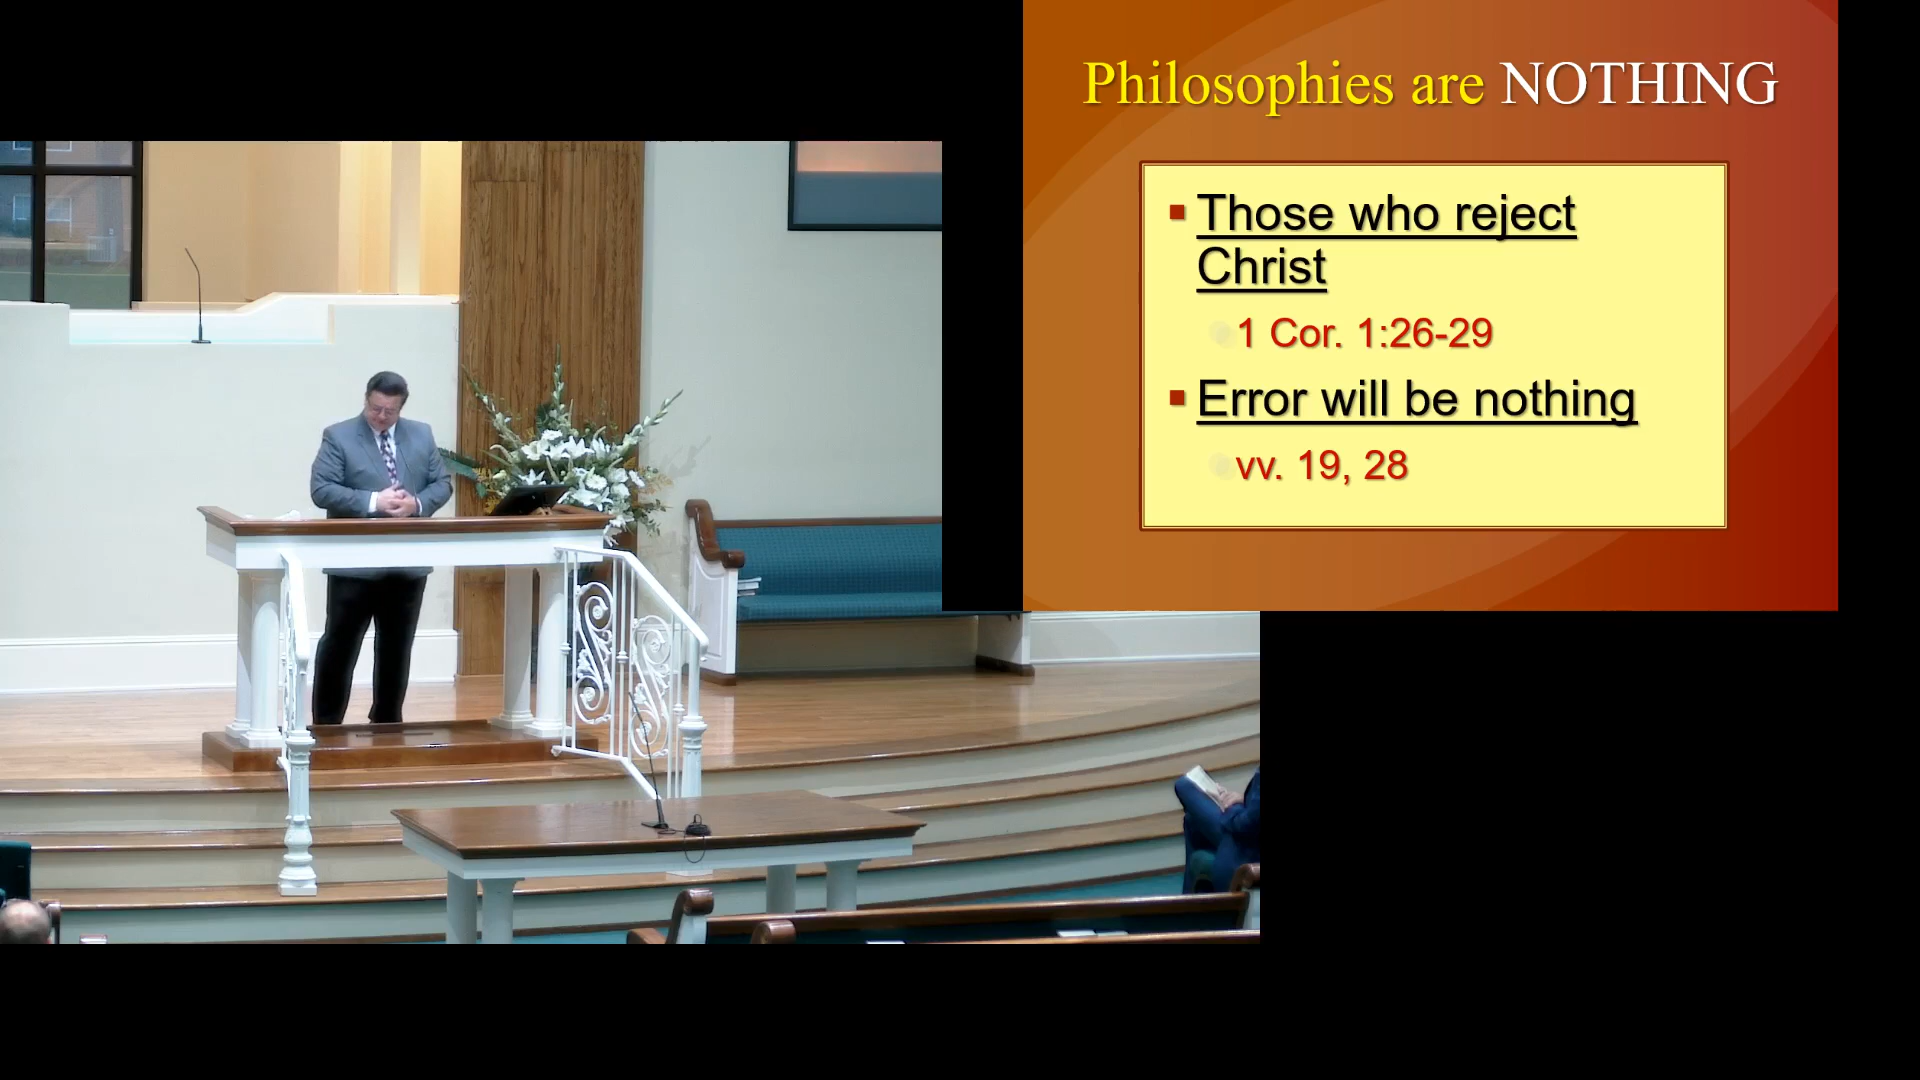 Philosophies are NOTHING
Those who reject
Christ
1 Cor. 1:26-29
Error will be nothing
vv. 19, 28